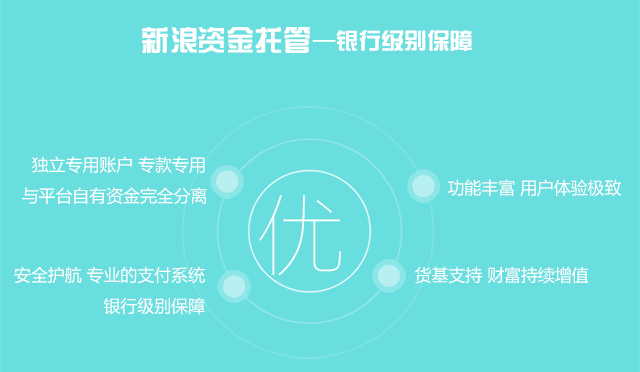 新浪资金托管—银行级别保障
独立专用账户 专款专用
与平台自有资金完全分离
功能丰富 用户体验极致
优
安全护航 专业的支付系统
银行级别保障
货基支持 财富持续增值